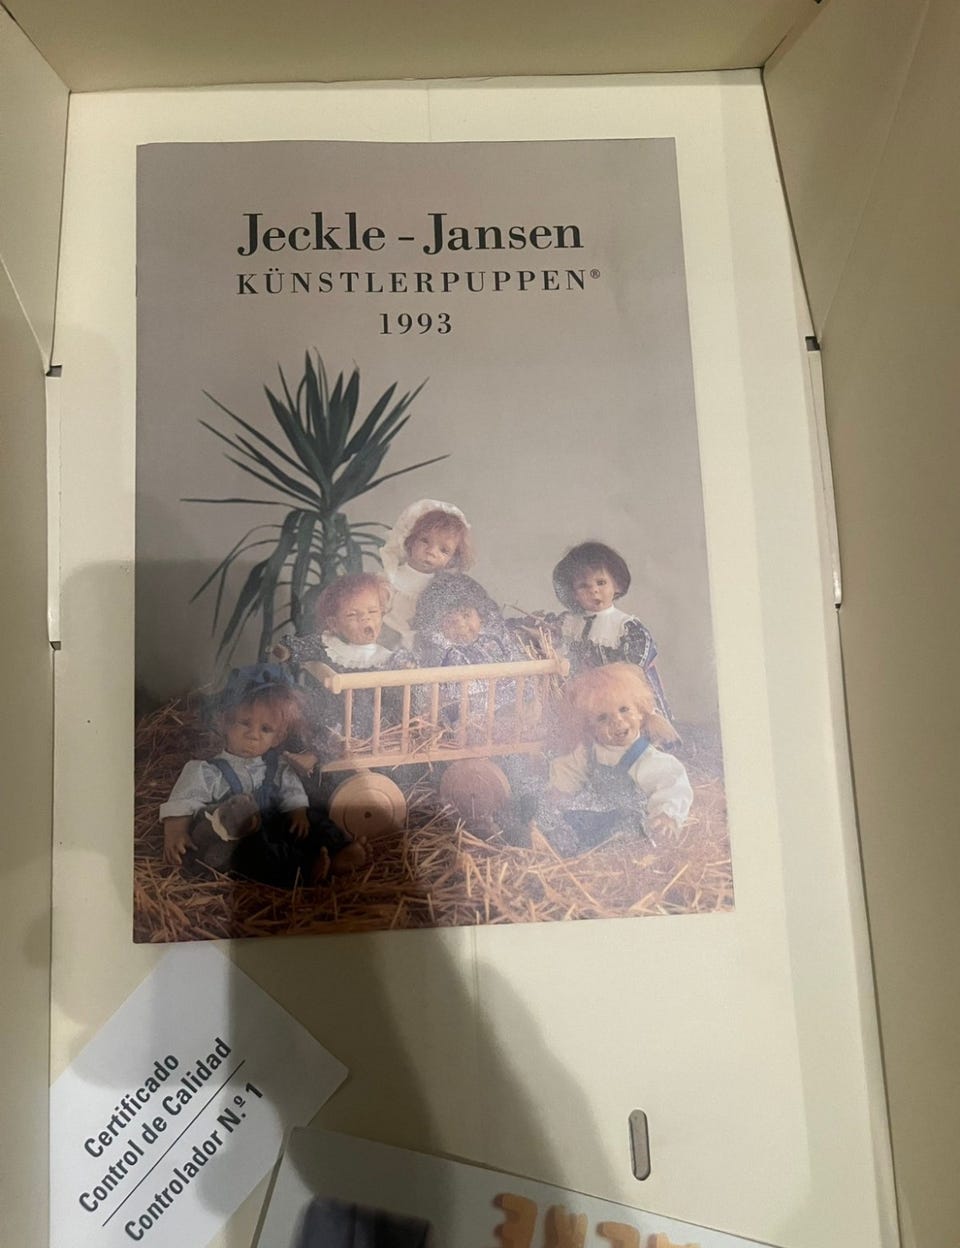 Jeckle - Jansen
KÜNSTLERPUPPEN®
1993
Certificado
Control de Calidad
Controlador N.º 1